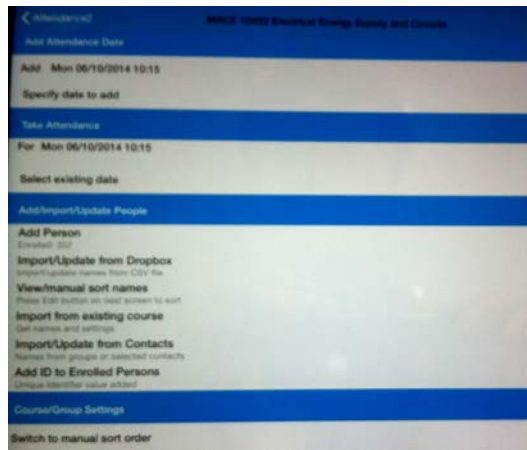 Attendance2
MACE 10492 Electrical Energy Supply and Circuits
Add Attendance Date
Add Mon 06/10/2014 10:15
Specify date to add
Take Attendance
For Mon 06/10/2014 10:15
Select existing date
Add/Import/Update People
Add Person
Enrolled: 352
Import/Update from Dropbox
Import/update names from CSV file
View/manual sort names
Press Edit button on next screen to sort
Import from existing course
Get names and settings
Import/Update from Contacts
Names from groups or selected contacts
Add ID to Enrolled Persons
Unique Identifier value added
Course/Group Settings
Switch to manual sort order